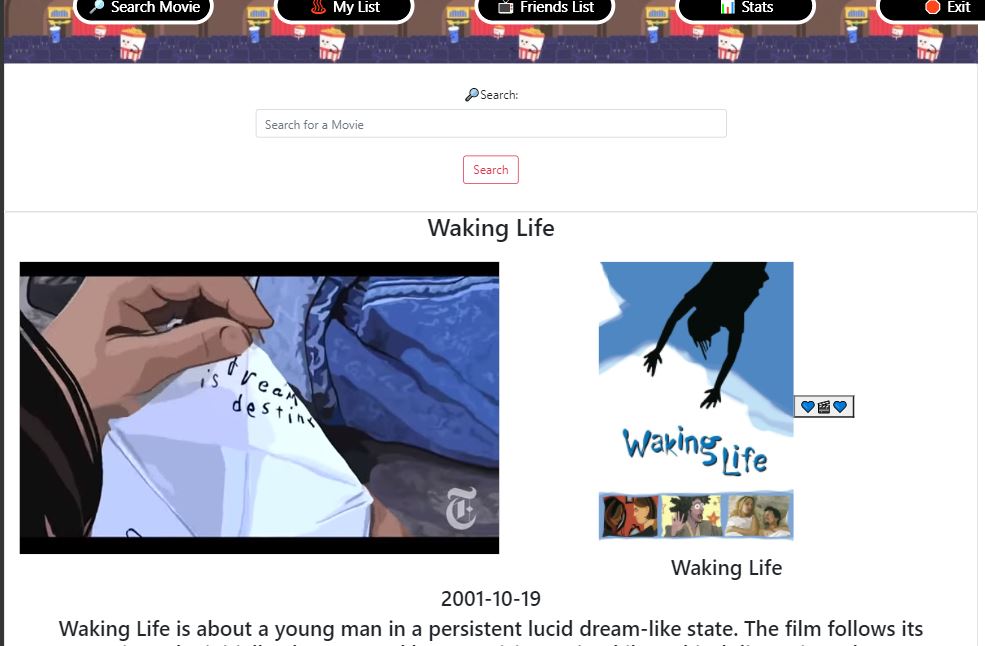 Search Movie
My List
Friends List
Stats
Exit
Search:
Search for a Movie
Search
Waking Life
is dream
destiny
Waking Life
Waking Life
2001-10-19
Waking Life is about a young man in a persistent lucid dream-like state. The film follows its